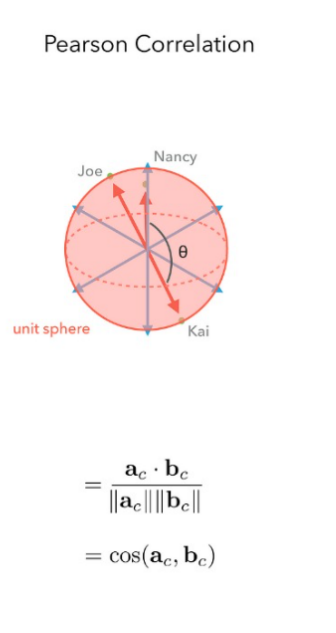 Pearson Correlation
Nancy
Joe
θ
unit sphere
Kai
= a_c · b_c / ‖a_c‖‖b_c‖
= cos(a_c, b_c)